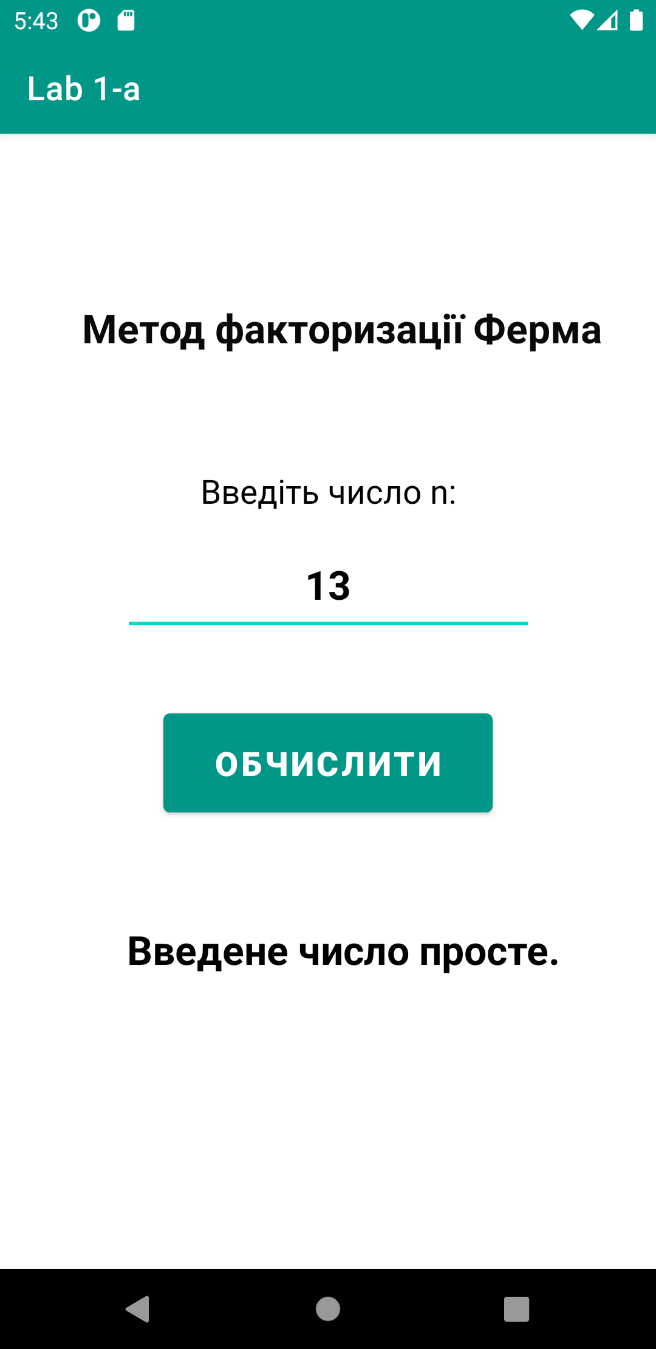 5:43
Lab 1-a
Метод факторизації Ферма
Введіть число n:
13
ОБЧИСЛИТИ
Введене число просте.